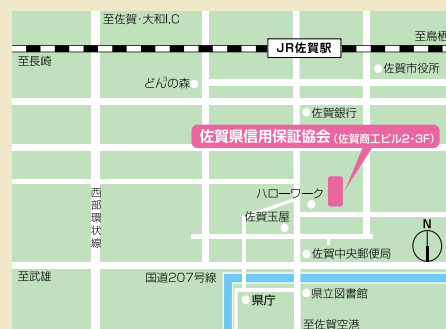 至佐賀・大和I.C
至鳥栖
JR佐賀駅
至長崎
佐賀市役所
どん3の森
佐賀銀行
佐賀県信用保証協会(佐賀商工ビル2・3F)
西部環状線
ハローワーク
佐賀玉屋
N
佐賀中央郵便局
至武雄
国道207号線
県庁
県立図書館
至佐賀空港